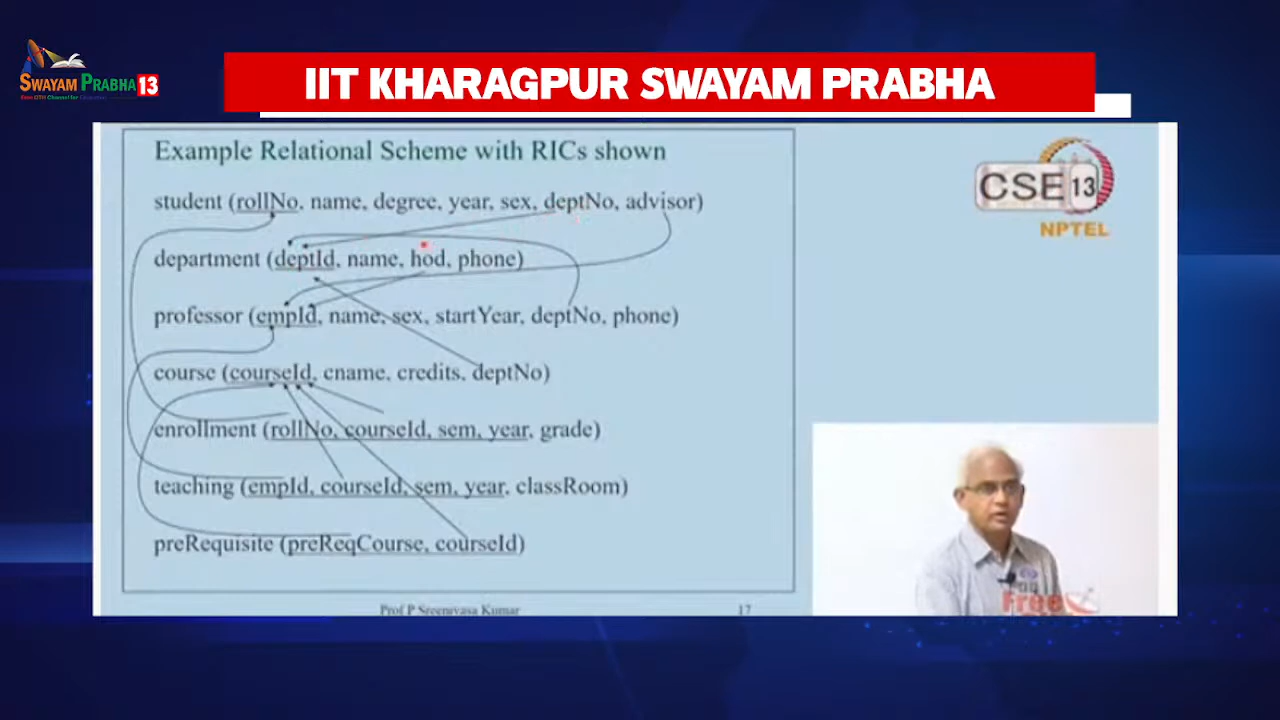 SWAYAM PRABHA 13
IIT KHARAGPUR SWAYAM PRABHA
Example Relational Scheme with RICs shown
student (rollNo, name, degree, year, sex, deptNo, advisor)
department (deptId, name, hod, phone)
professor (empId, name, sex, startYear, deptNo, phone)
course (courseId, cname, credits, deptNo)
enrollment (rollNo, courseId, sem, year, grade)
teaching (empId, courseId, sem, year, classRoom)
preRequisite (preReqCourse, courseId)
Prof P Sreenivasa Kumar
17
CSE 13
NPTEL
Free